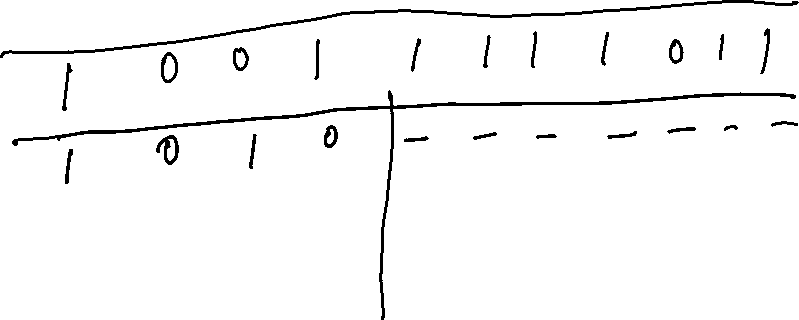 1 0 0 1 1 1 1 1 0 1 1
1 0 1 0 | - - - - - - -